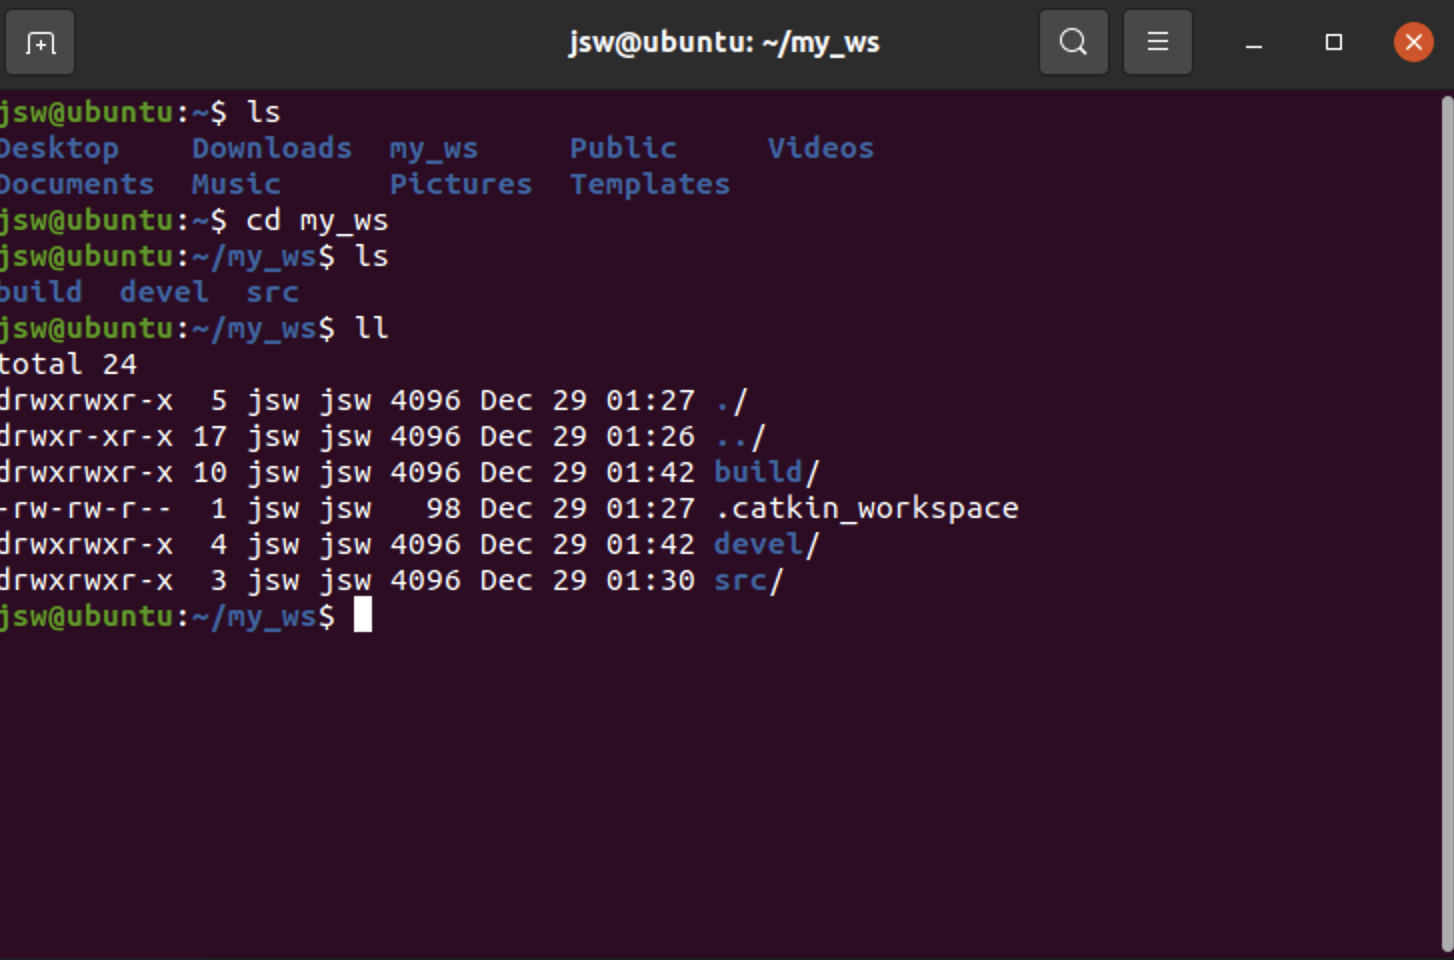 jsw@ubuntu: ~/my_ws
jsw@ubuntu:~$ ls
Desktop    Downloads  my_ws     Public     Videos
Documents  Music      Pictures  Templates
jsw@ubuntu:~$ cd my_ws
jsw@ubuntu:~/my_ws$ ls
build  devel  src
jsw@ubuntu:~/my_ws$ ll
total 24
drwxrwxr-x  5 jsw jsw 4096 Dec 29 01:27 ./
drwxr-xr-x 17 jsw jsw 4096 Dec 29 01:26 ../
drwxrwxr-x 10 jsw jsw 4096 Dec 29 01:42 build/
-rw-rw-r--  1 jsw jsw   98 Dec 29 01:27 .catkin_workspace
drwxrwxr-x  4 jsw jsw 4096 Dec 29 01:42 devel/
drwxrwxr-x  3 jsw jsw 4096 Dec 29 01:30 src/
jsw@ubuntu:~/my_ws$